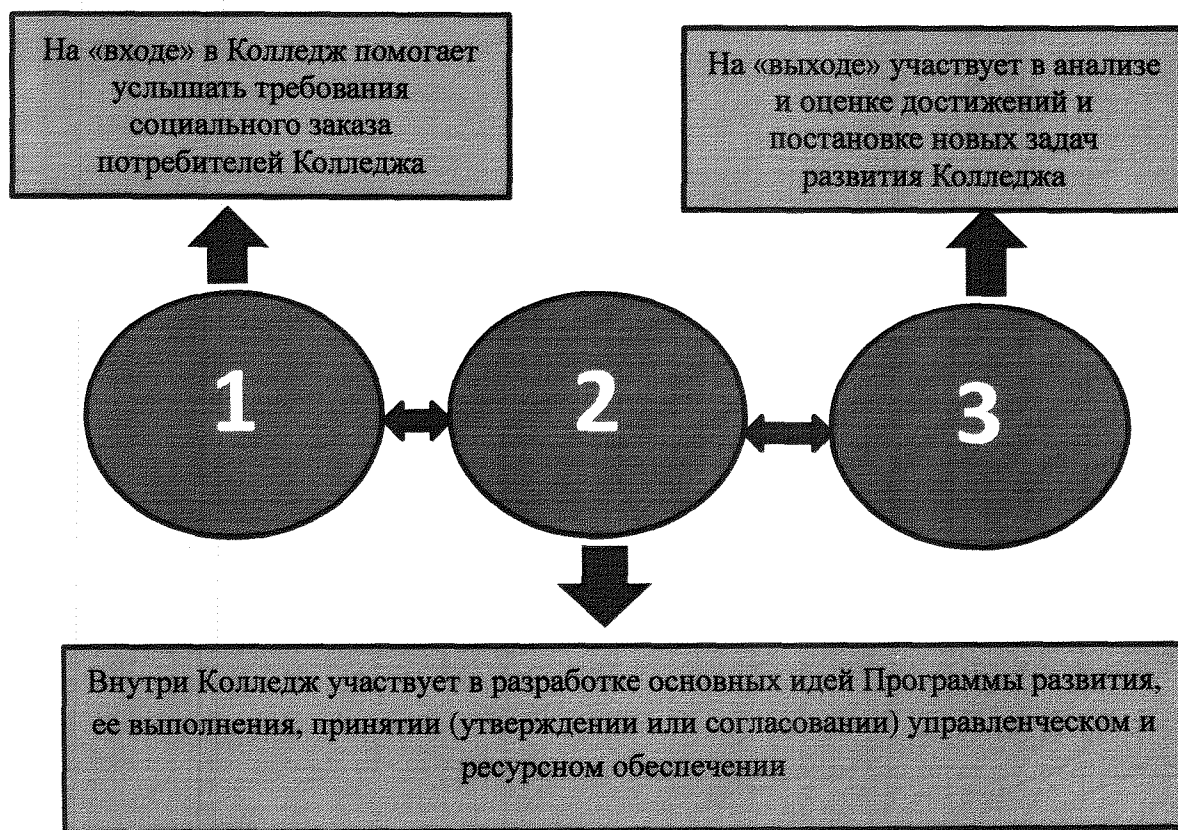 На «входе» в Колледж помогает
услышать требования
социального заказа
потребителей Колледжа
На «выходе» участвует в анализе
и оценке достижений и
постановке новых задач
развития Колледжа
1
2
3
Внутри Колледж участвует в разработке основных идей Программы развития,
ее выполнения, принятии (утверждении или согласовании) управленческом и
ресурсном обеспечении